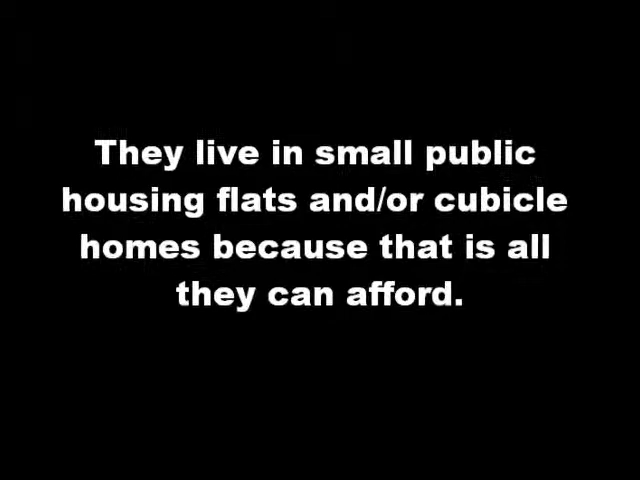 They live in small public
housing flats and/or cubicle
homes because that is all
they can afford.